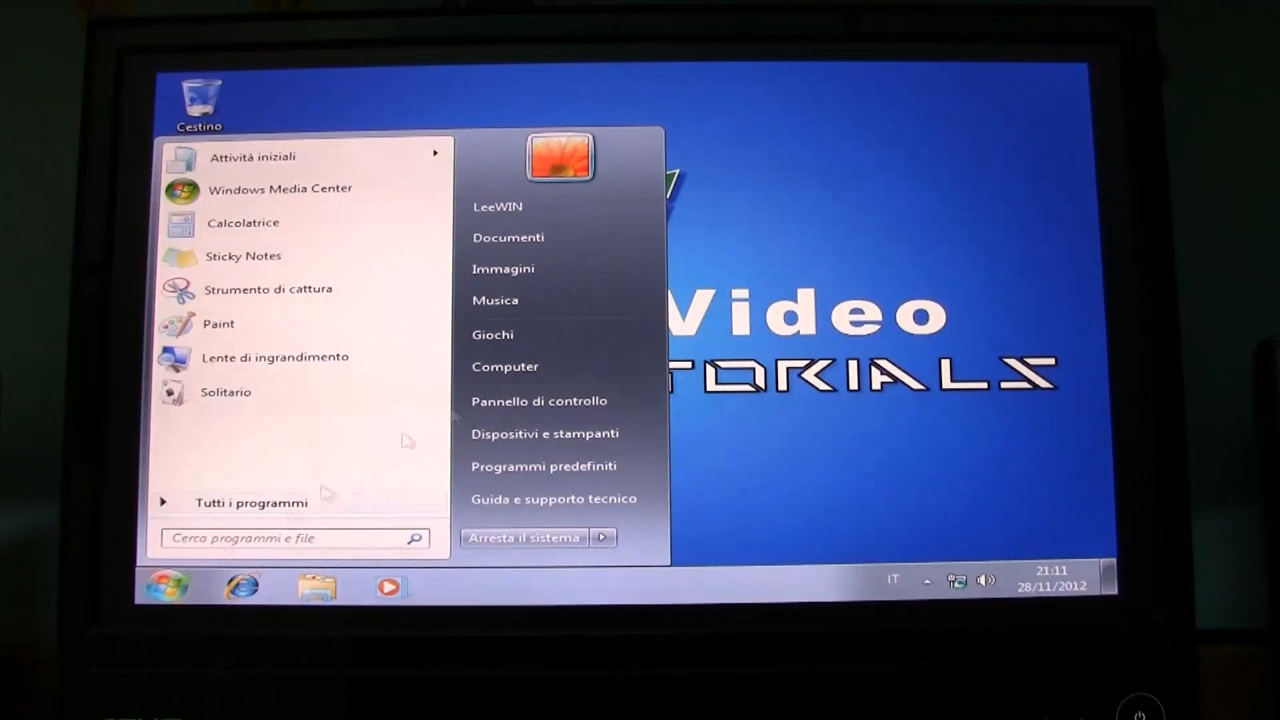 Cestino
Attività iniziali
Windows Media Center
Calcolatrice
Sticky Notes
Strumento di cattura
Paint
Lente di ingrandimento
Solitario
Tutti i programmi
Cerca programmi e file
LeeWIN
Documenti
Immagini
Musica
Giochi
Computer
Pannello di controllo
Dispositivi e stampanti
Programmi predefiniti
Guida e supporto tecnico
Arresta il sistema
Video
TORIALS
IT
21:11
28/11/2012